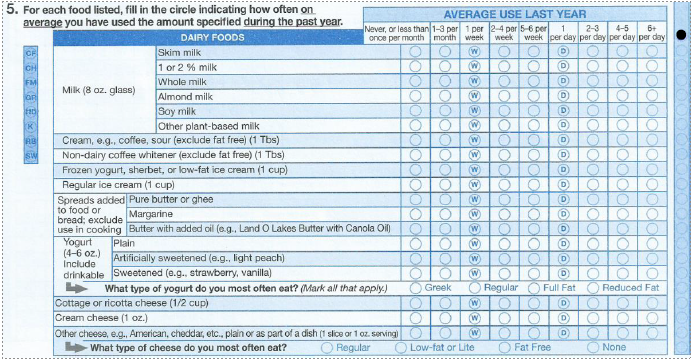 5. For each food listed, fill in the circle indicating how often on
average you have used the amount specified during the past year.
AVERAGE USE LAST YEAR
DAIRY FOODS
Never, or less than once per month
1–3 per month
1 per week
2–4 per week
5–6 per week
1 per day
2–3 per day
4–5 per day
6+ per day
Milk (8 oz. glass)
Skim milk W D
1 or 2 % milk W D
Whole milk W D
Almond milk W D
Soy milk W D
Other plant-based milk W D
Cream, e.g., coffee, sour (exclude fat free) (1 Tbs) W D
Non-dairy coffee whitener (exclude fat free) (1 Tbs) W D
Frozen yogurt, sherbet, or low-fat ice cream (1 cup) W D
Regular ice cream (1 cup) W D
Spreads added
to food or
bread; exclude
use in cooking
Pure butter or ghee W D
Margarine W D
Butter with added oil (e.g., Land O Lakes Butter with Canola Oil) W D
Yogurt
(4–6 oz.)
Include
drinkable
Plain W D
Artificially sweetened (e.g., light peach) W D
Sweetened (e.g., strawberry, vanilla) W D
What type of yogurt do you most often eat? (Mark all that apply.) Greek Regular Full Fat Reduced Fat
Cottage or ricotta cheese (1/2 cup) W D
Cream cheese (1 oz.) W D
Other cheese, e.g., American, cheddar, etc., plain or as part of a dish (1 slice or 1 oz. serving) W D
What type of cheese do you most often eat? Regular Low-fat or Lite Fat Free None
CF
CH
FM
K
RB
SW